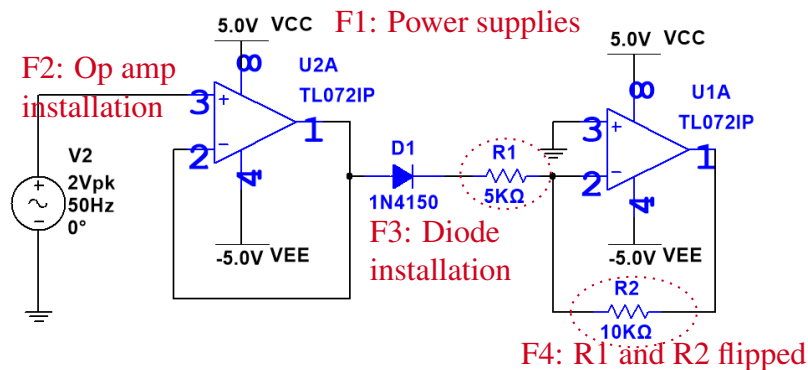 F1: Power supplies
5.0V VCC
5.0V VCC
F2: Op amp
installation
8
U2A
TL072IP
3
2
1
4
-5.0V VEE
V2
2Vpk
50Hz
0°
D1
1N4150
R1
5KΩ
F3: Diode
installation
8
U1A
TL072IP
3
2
1
4
-5.0V VEE
R2
10KΩ
F4: R1 and R2 flipped